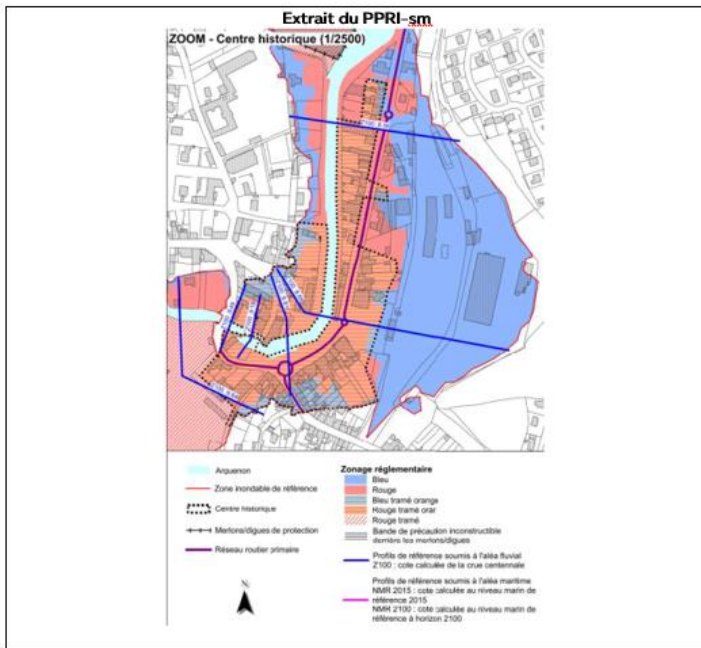 Extrait du PPRI-sm
ZOOM - Centre historique (1/2500)
Arquenon
Zone inondable de référence
Centre historique
Merlons/digues de protection
Réseau routier primaire
N
Zonage réglementaire
Bleu
Rouge
Bleu tramé orange
Rouge tramé orar
Rouge tramé
Bande de précaution inconstructible
derrière les merlons/digues
Profils de référence soumis à l'aléa fluvial
Z100 : cote calculée de la crue centennale
Profils de référence soumis à l'aléa maritime
NMR 2015 : cote calculée au niveau marin de
référence 2015
NMR 2100 : cote calculée au niveau marin de
référence à horizon 2100